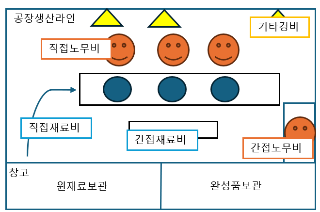 공장생산라인
기타경비
직접노무비
직접재료비
간접재료비
간접노무비
창고
원재료보관
완성품보관